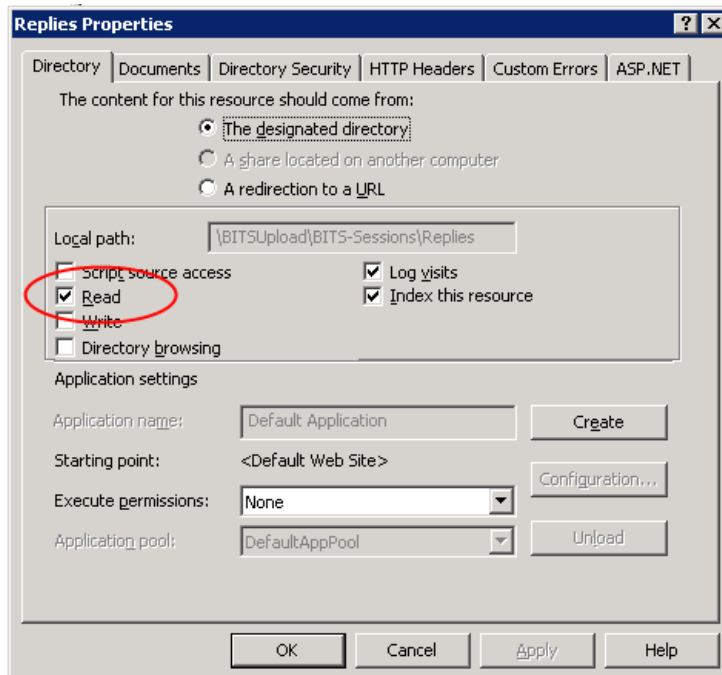 Replies Properties
Directory Documents Directory Security HTTP Headers Custom Errors ASP.NET
The content for this resource should come from:
The designated directory
A share located on another computer
A redirection to a URL
Local path: \BITSUpload\BITS-Sessions\Replies
Script source access Log visits
Read Index this resource
Write
Directory browsing
Application settings
Application name: Default Application Create
Starting point: <Default Web Site>
Configuration...
Execute permissions: None
Application pool: DefaultAppPool Unload
OK Cancel Apply Help